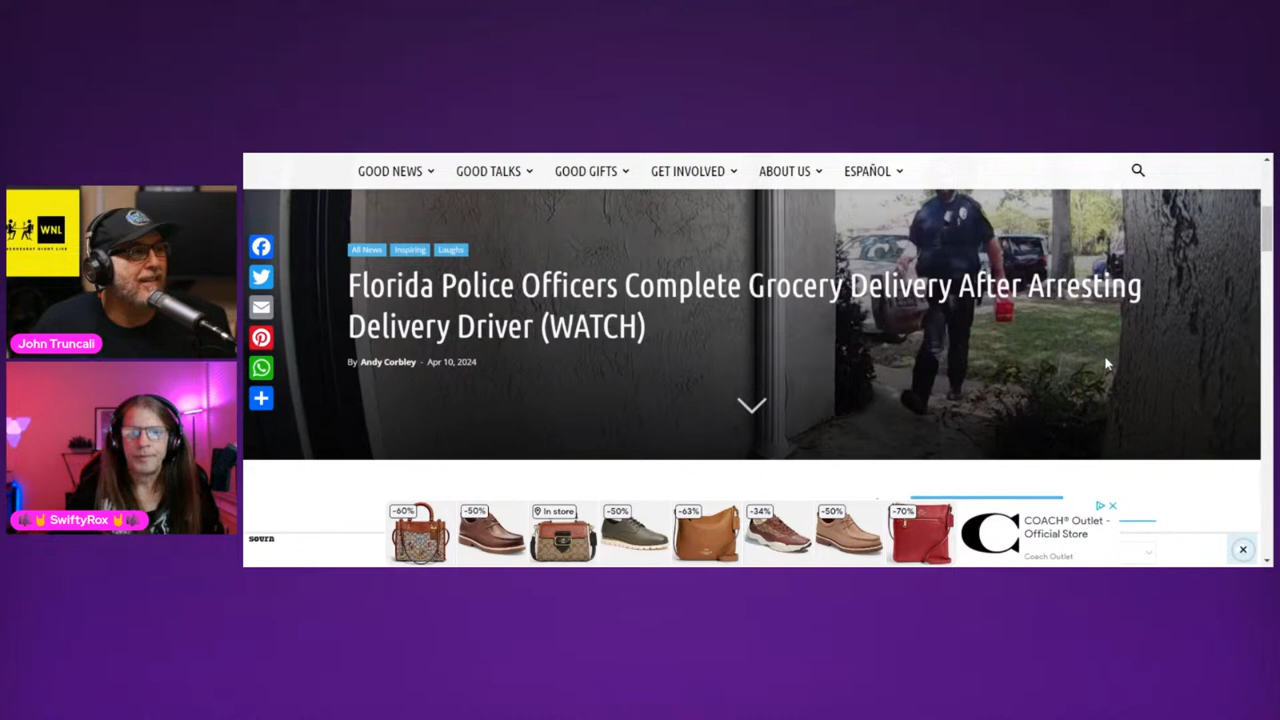 GOOD NEWS
GOOD TALKS
GOOD GIFTS
GET INVOLVED
ABOUT US
ESPAÑOL
WNL
All News
Inspiring
Laughs
Florida Police Officers Complete Grocery Delivery After Arresting
Delivery Driver (WATCH)
By Andy Corbley - Apr 10, 2024
John Truncali
SwIftyRox
-60%
-50%
In store
-50%
-63%
-34%
-50%
-70%
C
COACH® Outlet -
Official Store
Coach Outlet